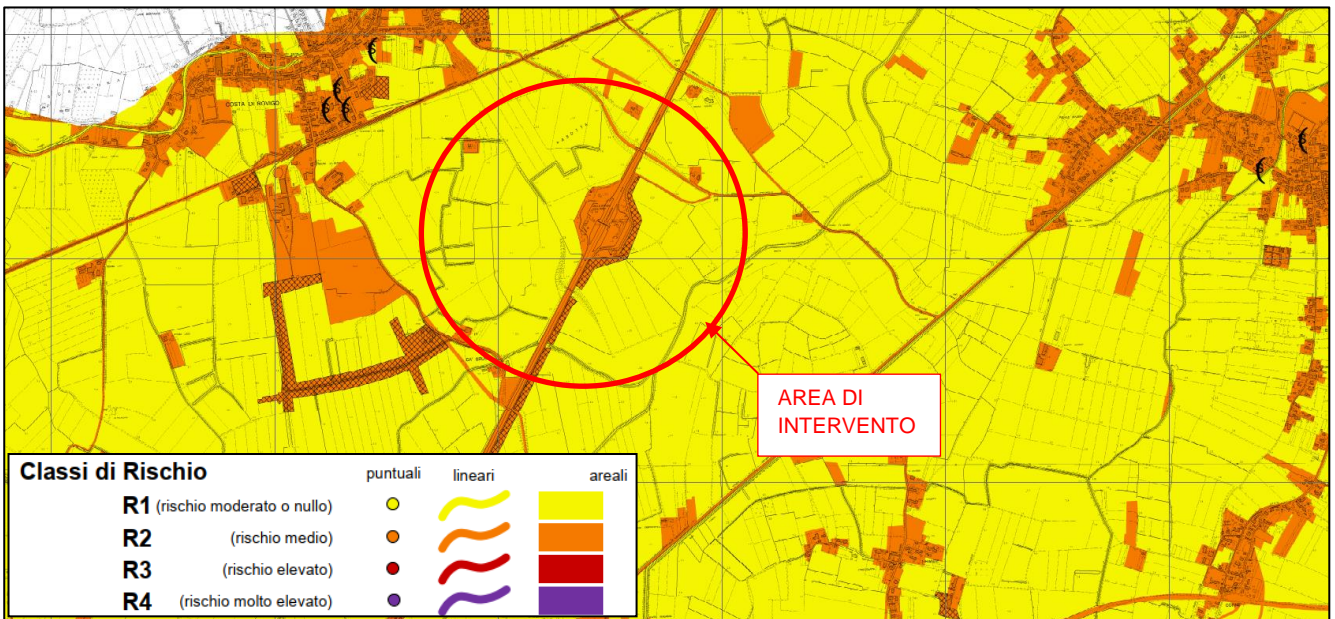 COSTA DI ROVIGO
AREA DI
INTERVENTO
Classi di Rischio
puntuali lineari areali
R1 (rischio moderato o nullo)
R2 (rischio medio)
R3 (rischio elevato)
R4 (rischio molto elevato)